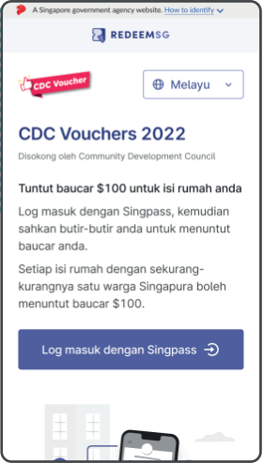 A Singapore government agency website. How to identify
REDEEMSG
CDC Voucher
Melayu
CDC Vouchers 2022
Disokong oleh Community Development Council
Tuntut baucar $100 untuk isi rumah anda
Log masuk dengan Singpass, kemudian
sahkan butir-butir anda untuk menuntut
baucar anda.
Setiap isi rumah dengan sekurang-
kurangnya satu warga Singapura boleh
menuntut baucar $100.
Log masuk dengan Singpass